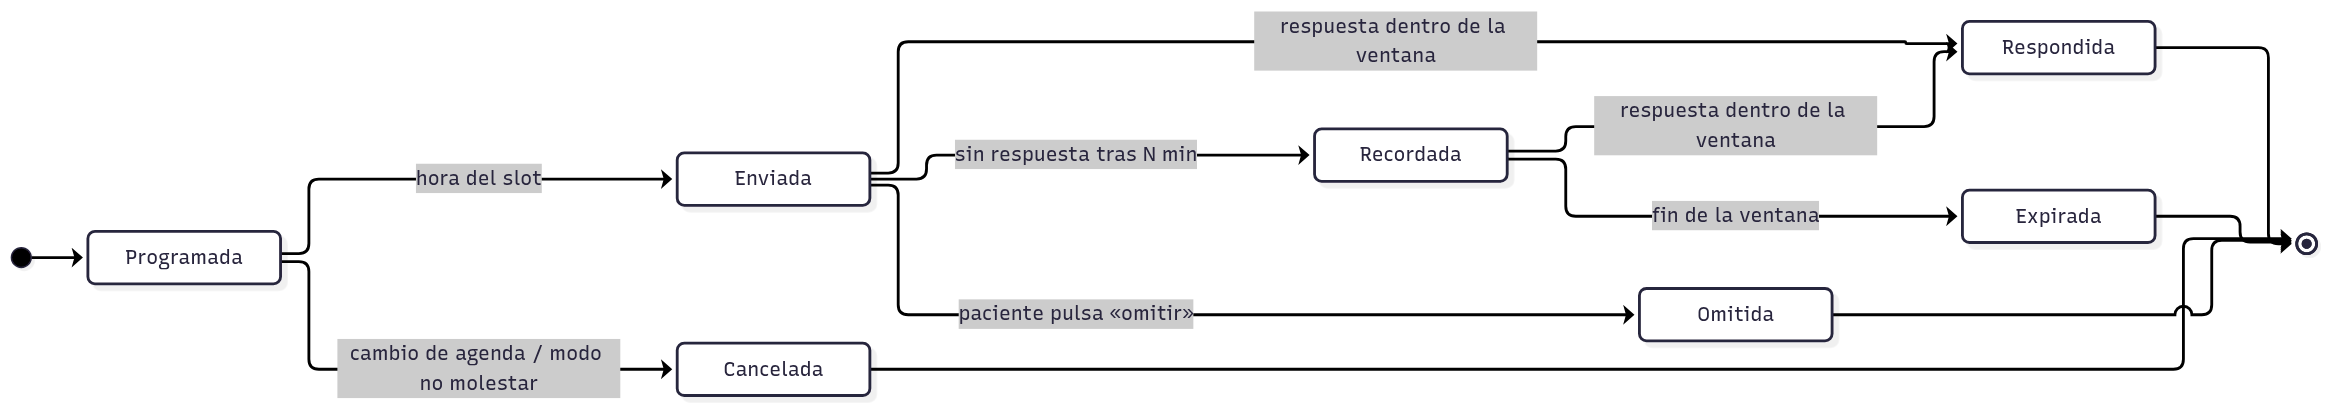 respuesta dentro de la
ventana
Respondida
respuesta dentro de la
ventana
sin respuesta tras N min
Recordada
hora del slot
Enviada
fin de la ventana
Expirada
Programada
paciente pulsa «omitir»
Omitida
cambio de agenda / modo
no molestar
Cancelada